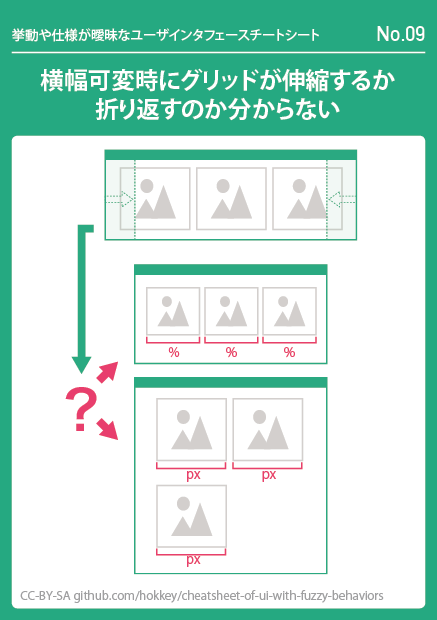 挙動や仕様が曖昧なユーザインタフェースチートシート No.09
横幅可変時にグリッドが伸縮するか
折り返すのか分からない
% % %
?
px px
px
CC-BY-SA github.com/hokkey/cheatsheet-of-ui-with-fuzzy-behaviors